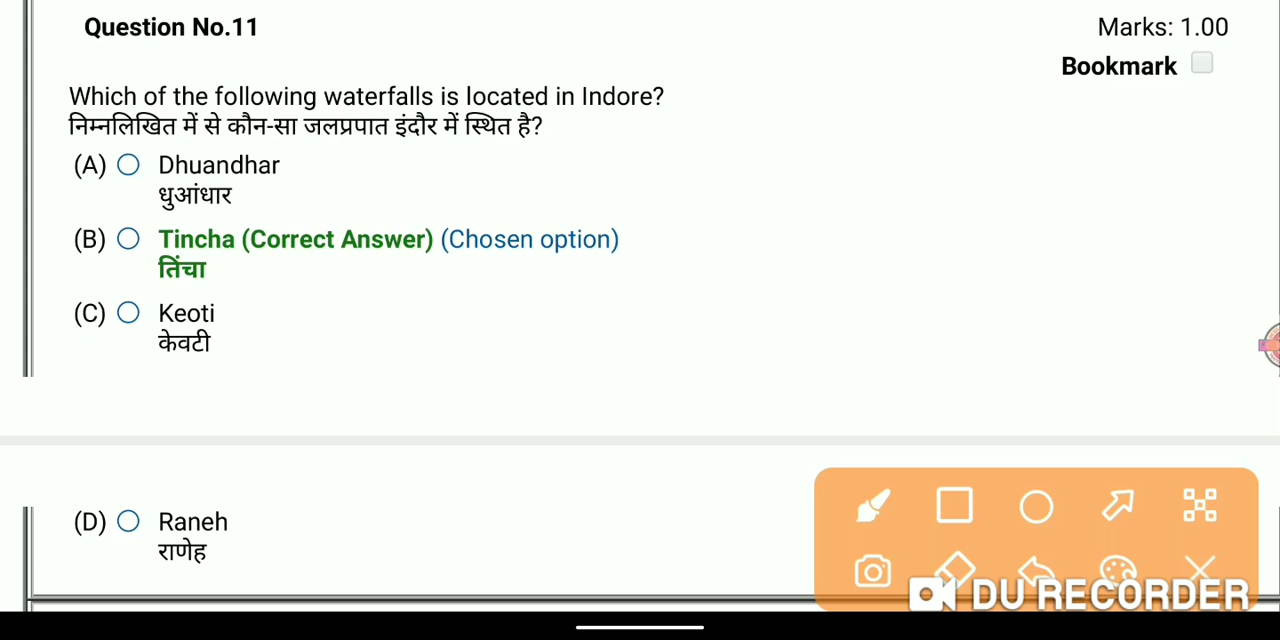 Question No.11
Marks: 1.00
Bookmark
Which of the following waterfalls is located in Indore?
निम्नलिखित में से कौन-सा जलप्रपात इंदौर में स्थित है?
(A) Dhuandhar
धुआंधार
(B) Tincha (Correct Answer) (Chosen option)
तिंचा
(C) Keoti
केवटी
(D) Raneh
राणेह
DU RECORDER